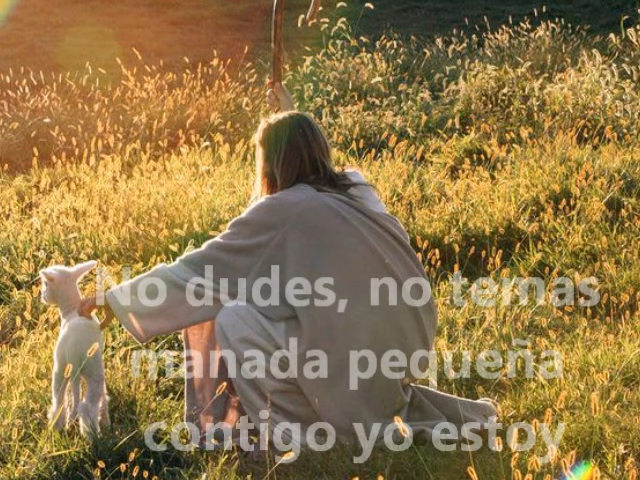 No dudes, no temas
manada pequeña
contigo yo estoy